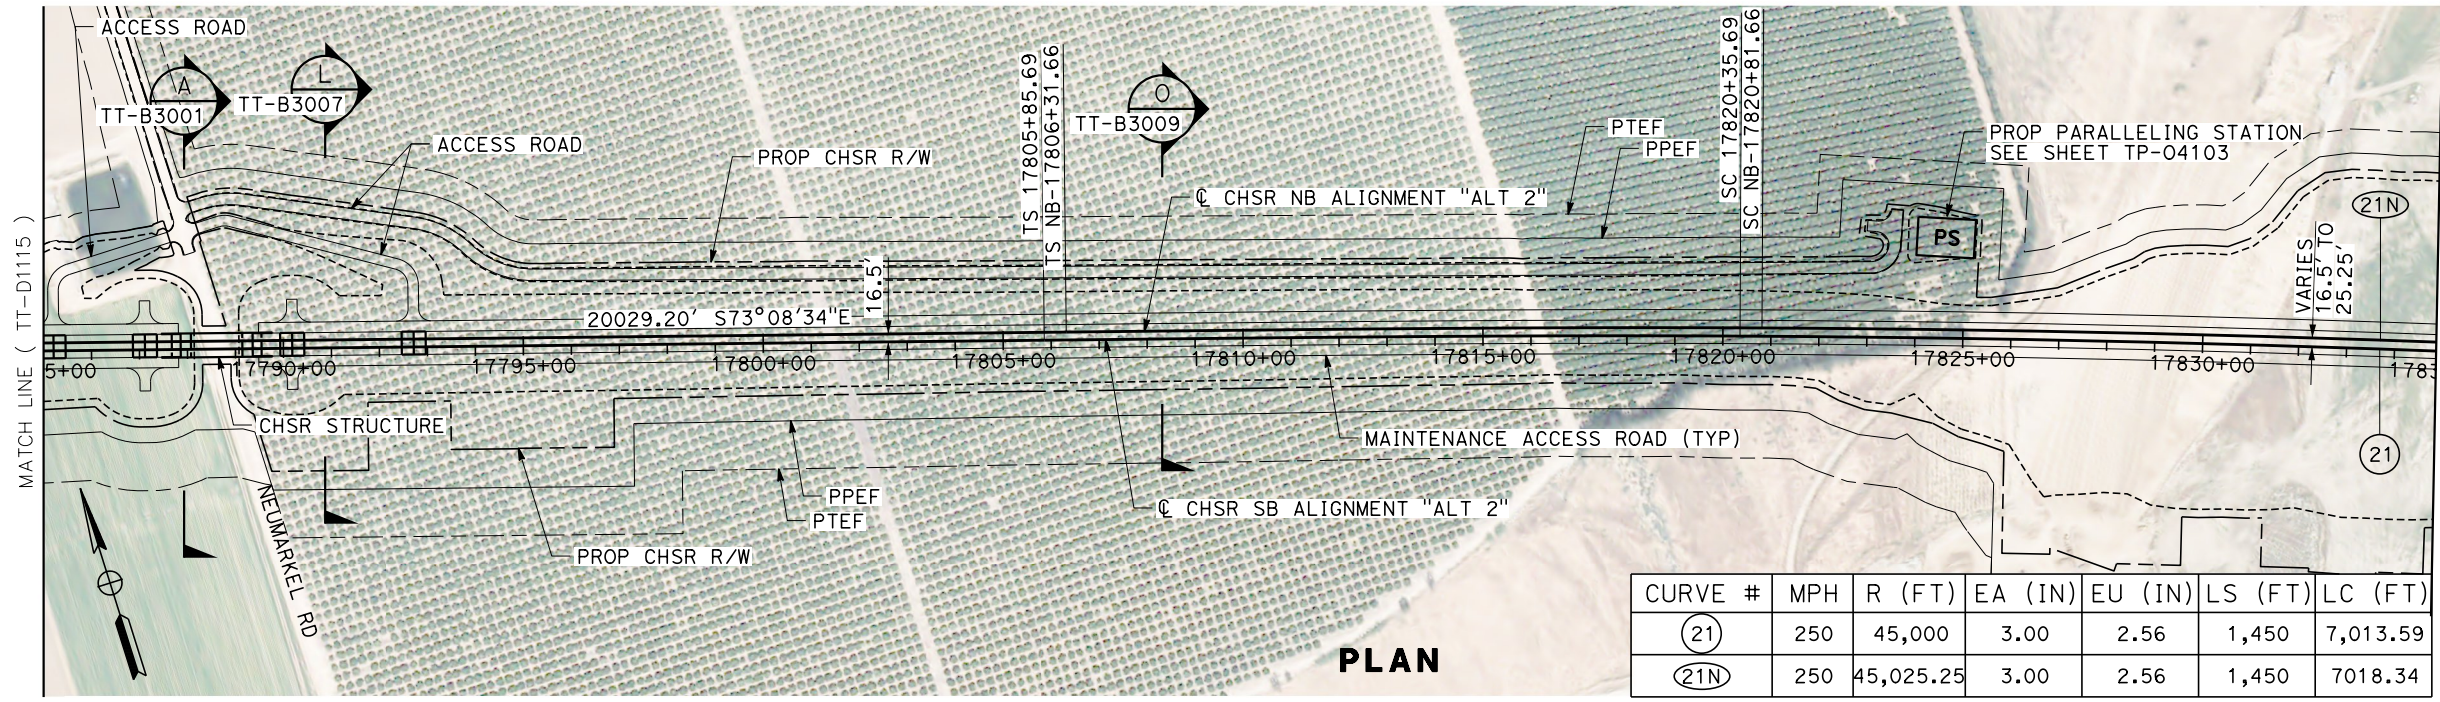 ACCESS ROAD
A
TT-B3001
L
TT-B3007
ACCESS ROAD
PROP CHSR R/W
TS 17805+85.69
TS NB-17806+31.66
O
TT-B3009
℄ CHSR NB ALIGNMENT "ALT 2"
PTEF
PPEF
SC 17820+35.69
SC NB-17820+81.66
PROP PARALLELING STATION
SEE SHEET TP-O4103
PS
21N
VARIES
16.5' TO
25.25'
MATCH LINE ( TT-D1115 )
16.5'
20029.20' S73°08'34"E
5+00
17790+00
17795+00
17800+00
17805+00
17810+00
17815+00
17820+00
17825+00
17830+00
1783
CHSR STRUCTURE
MAINTENANCE ACCESS ROAD (TYP)
21
PPEF
PTEF
℄ CHSR SB ALIGNMENT "ALT 2"
PROP CHSR R/W
NEUMARKEL RD
PLAN
CURVE # MPH R (FT) EA (IN) EU (IN) LS (FT) LC (FT)
21 250 45,000 3.00 2.56 1,450 7,013.59
21N 250 45,025.25 3.00 2.56 1,450 7018.34